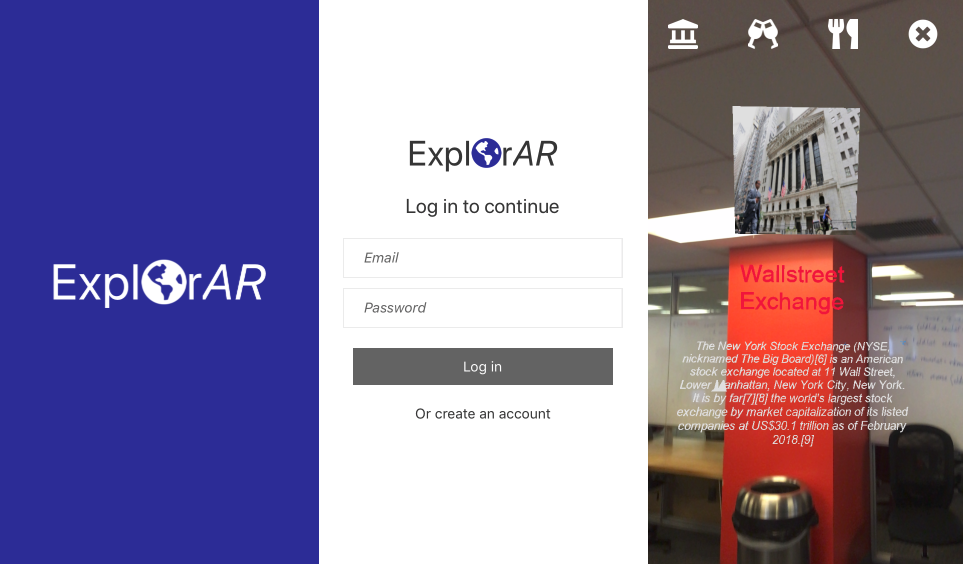 ExplorAR
ExplorAR
Log in to continue
Email
Password
Log in
Or create an account
Wallstreet
Exchange
The New York Stock Exchange (NYSE,
nicknamed The Big Board)[6] is an American
stock exchange located at 11 Wall Street,
Lower Manhattan, New York City, New York.
It is by far[7][8] the world's largest stock
exchange by market capitalization of its listed
companies at US$30.1 trillion as of February
2018.[9]